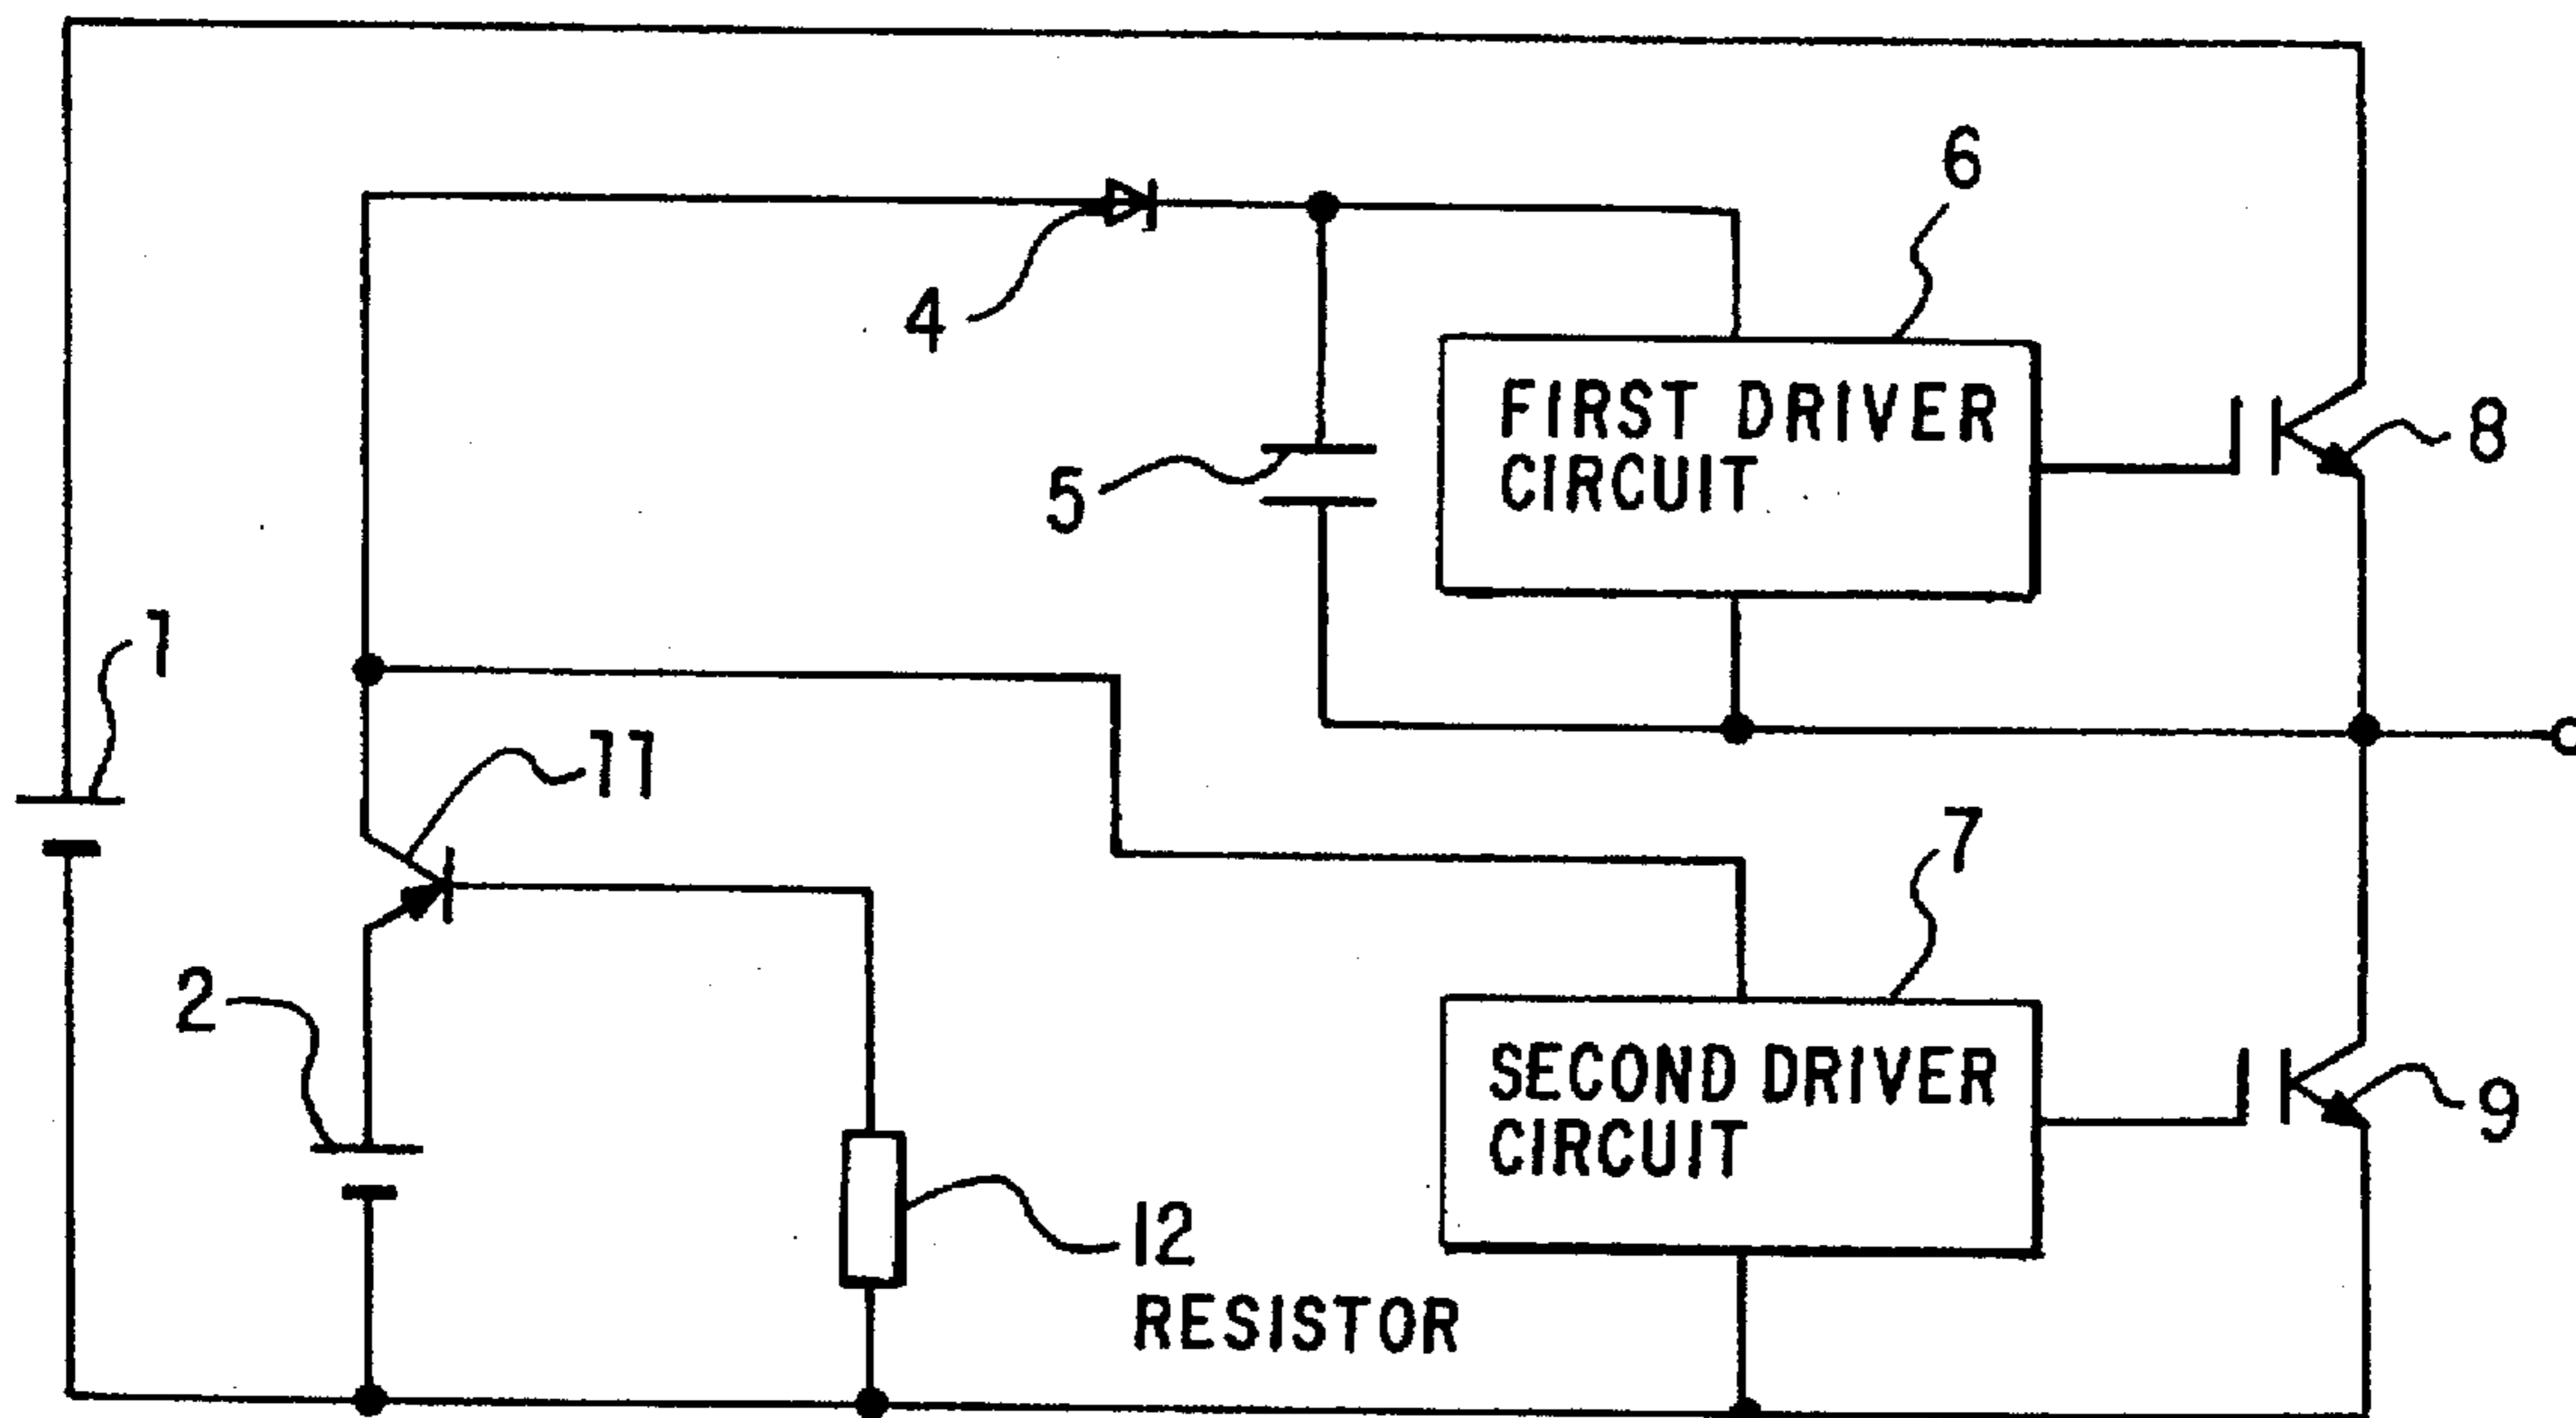 6
4
FIRST DRIVER
CIRCUIT
8
5
1
11
7
2
SECOND DRIVER
CIRCUIT
9
12
RESISTOR